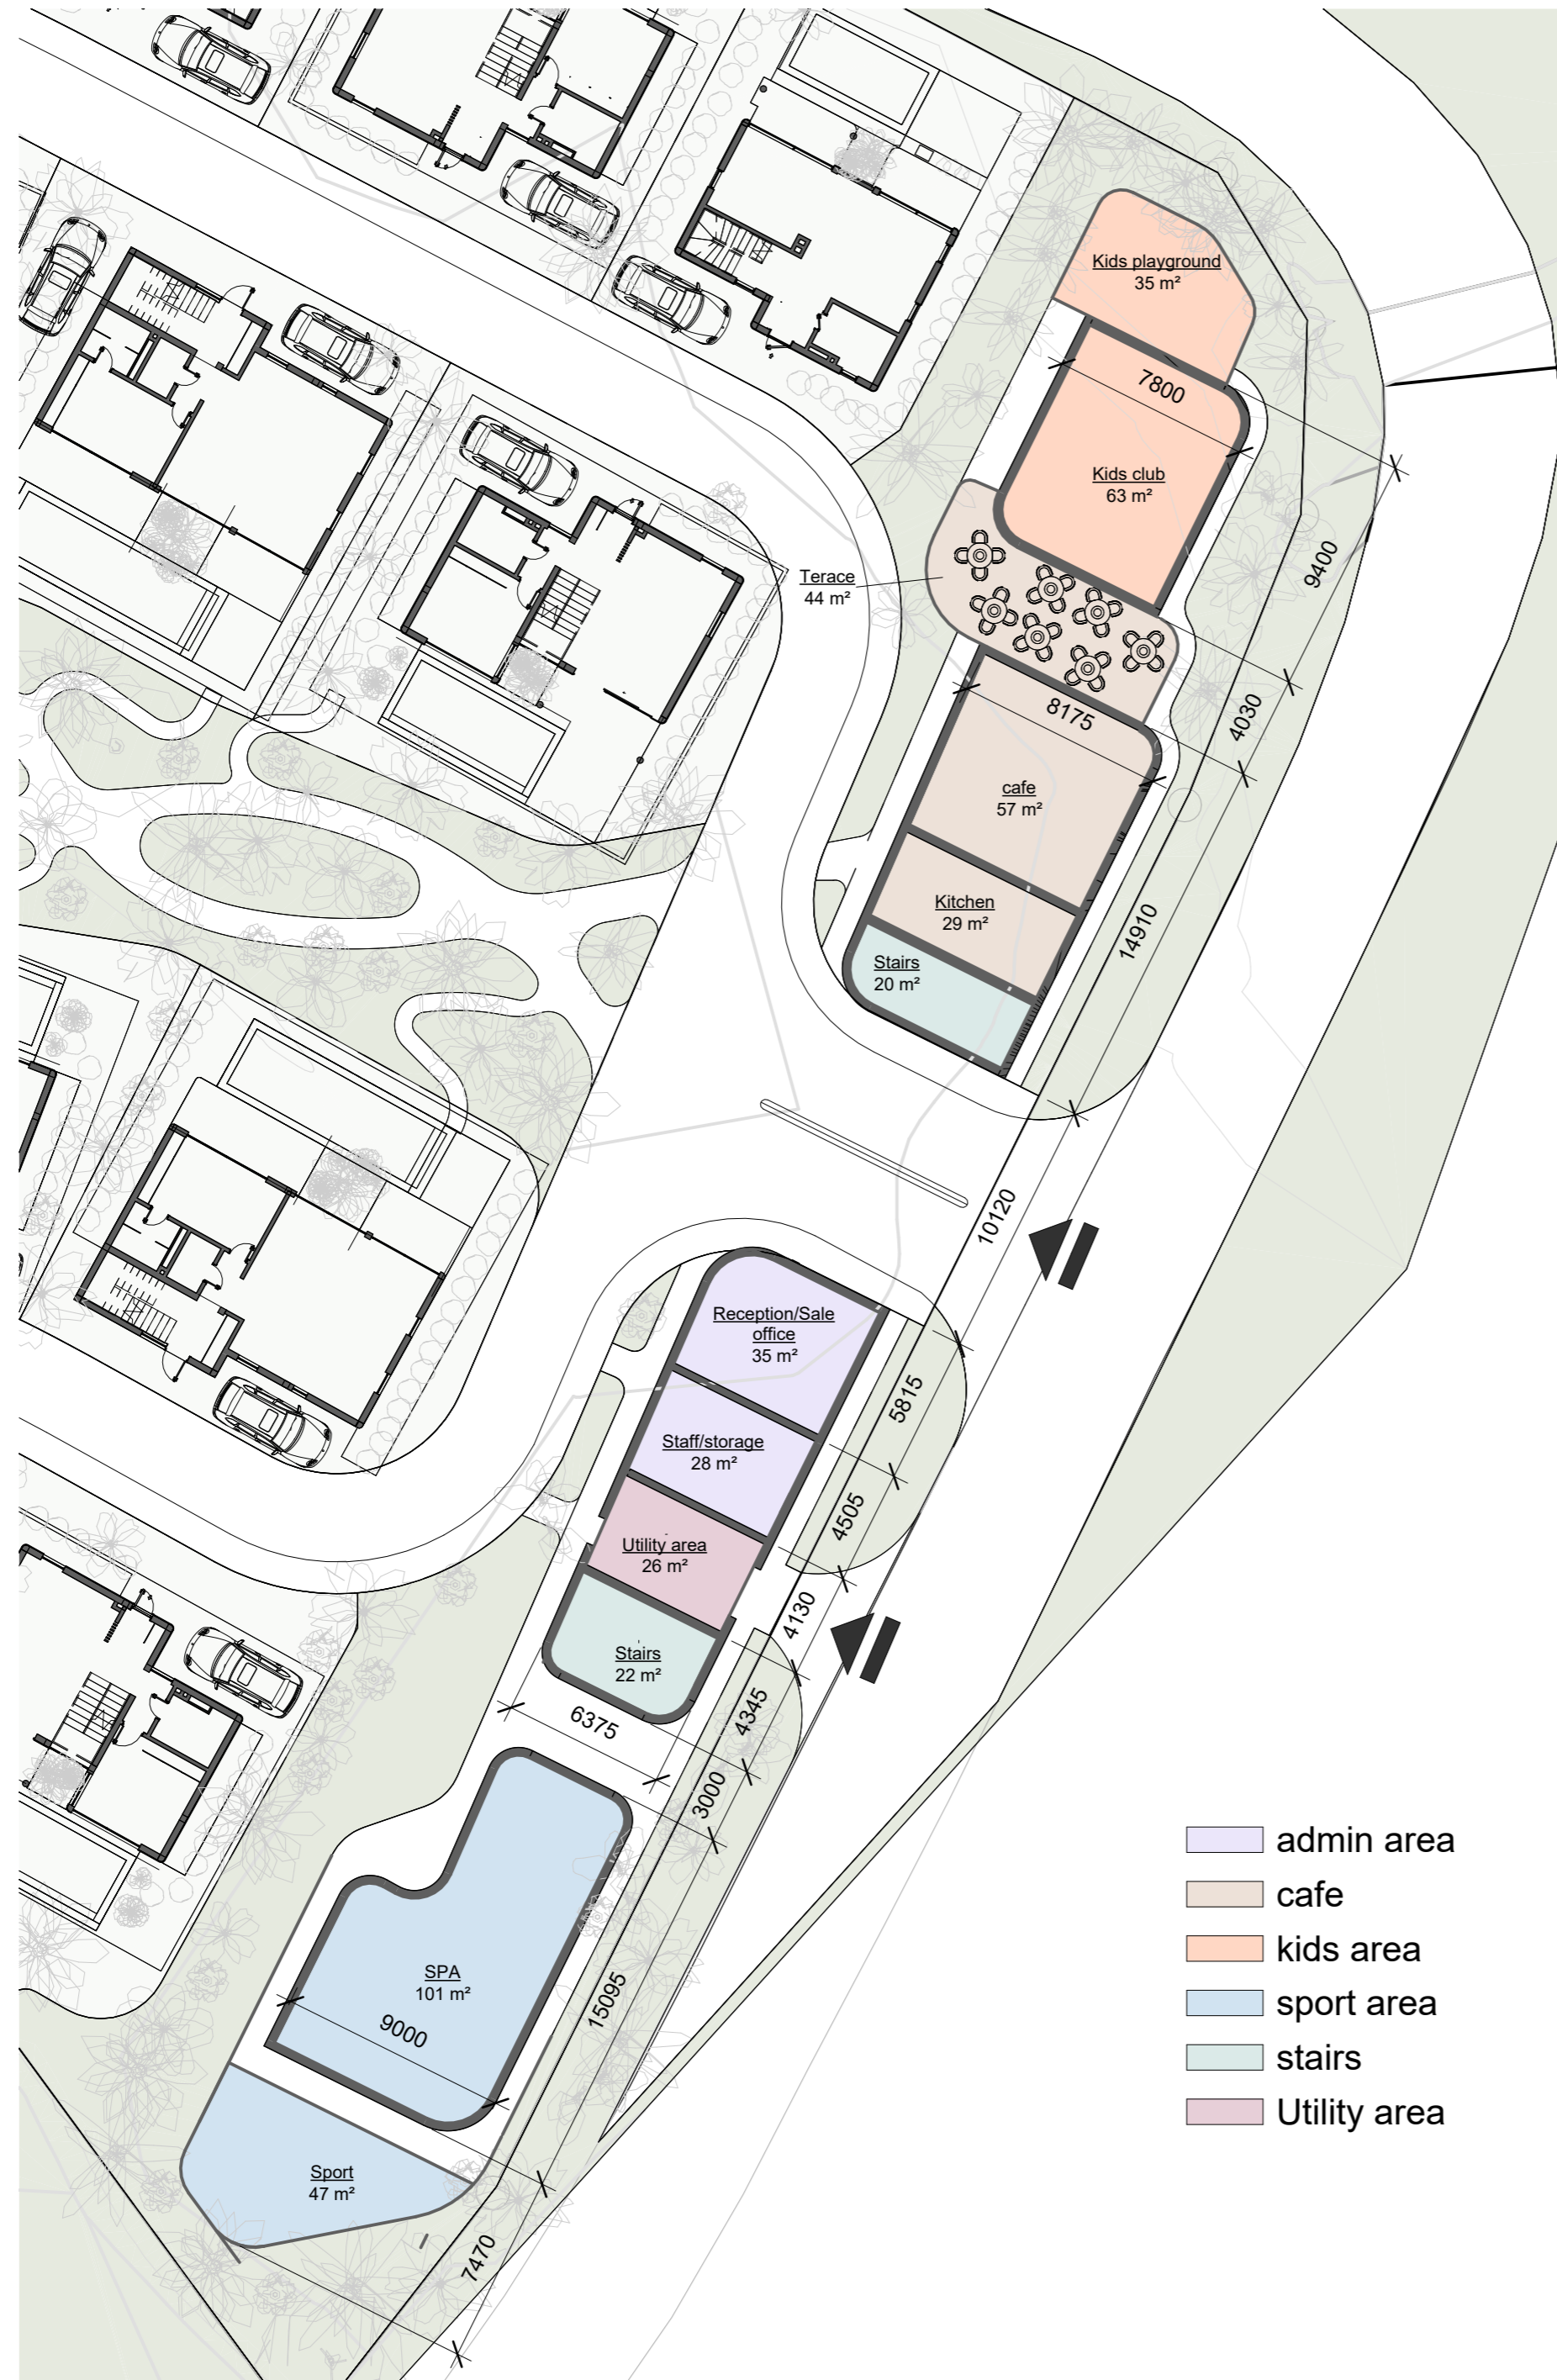 Kids playground
35 m²
7800
Kids club
63 m²
9400
Terace
44 m²
4030
8175
cafe
57 m²
Kitchen
29 m²
14910
Stairs
20 m²
10120
Reception/Sale
office
35 m²
5815
Staff/storage
28 m²
4505
Utility area
26 m²
4130
Stairs
22 m²
4345
6375
3000
SPA
101 m²
15095
9000
Sport
47 m²
7470
admin area
cafe
kids area
sport area
stairs
Utility area